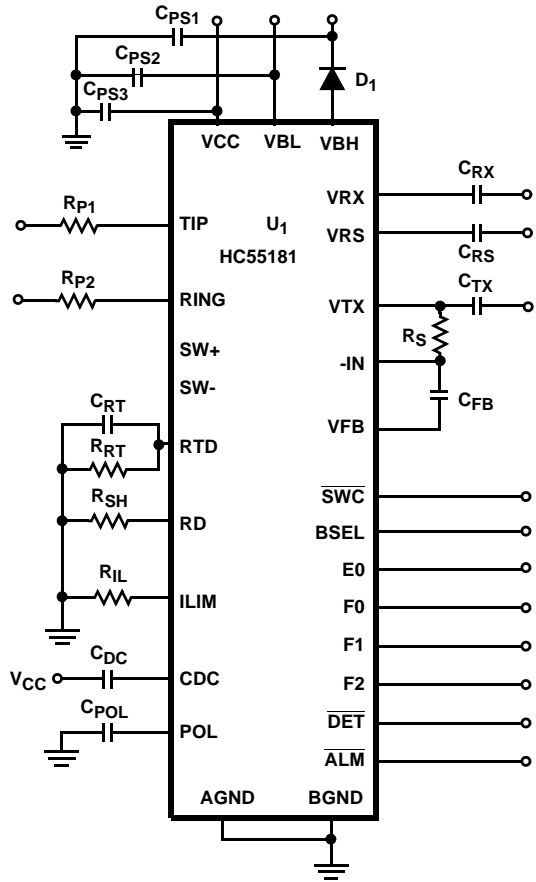 CPS1
CPS2
D1
CPS3
VCC VBL VBH
CRX
VRX
RP1
TIP
U1
VRS
HC55181
CRS
CTX
RP2
RING
VTX
RS
SW+
-IN
SW-
CFB
CRT
VFB
RTD
RRT
SWC
RSH
BSEL
RD
E0
RIL
F0
ILIM
F1
CDC
VCC
CDC
F2
CPOL
POL
DET
ALM
AGND BGND